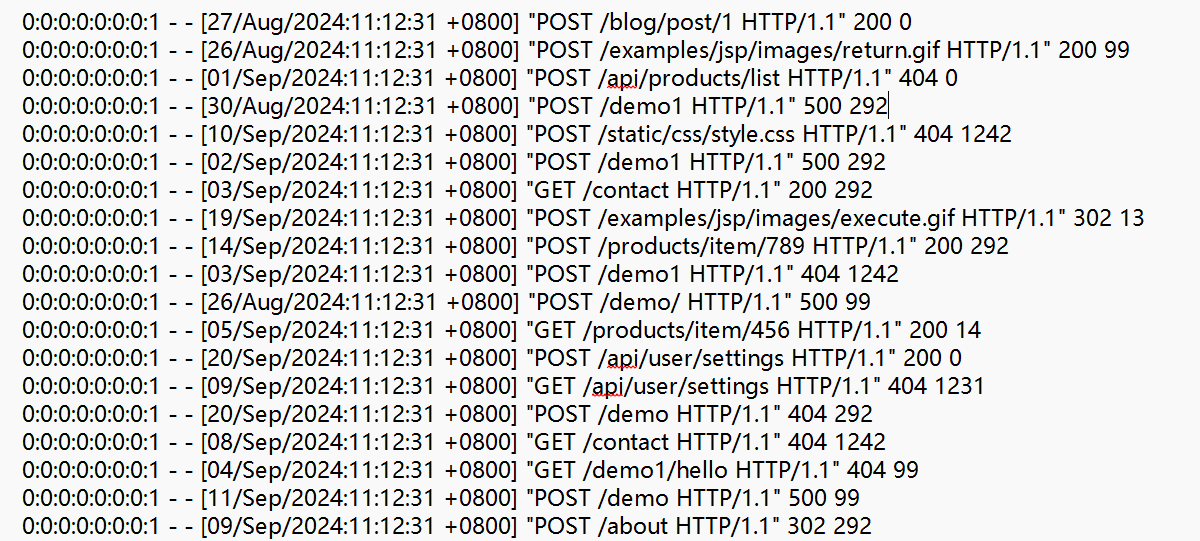 0:0:0:0:0:0:0:1 - - [27/Aug/2024:11:12:31 +0800] "POST /blog/post/1 HTTP/1.1" 200 0
0:0:0:0:0:0:0:1 - - [26/Aug/2024:11:12:31 +0800] "POST /examples/jsp/images/return.gif HTTP/1.1" 200 99
0:0:0:0:0:0:0:1 - - [01/Sep/2024:11:12:31 +0800] "POST /api/products/list HTTP/1.1" 404 0
0:0:0:0:0:0:0:1 - - [30/Aug/2024:11:12:31 +0800] "POST /demo1 HTTP/1.1" 500 292
0:0:0:0:0:0:0:1 - - [10/Sep/2024:11:12:31 +0800] "POST /static/css/style.css HTTP/1.1" 404 1242
0:0:0:0:0:0:0:1 - - [02/Sep/2024:11:12:31 +0800] "POST /demo1 HTTP/1.1" 500 292
0:0:0:0:0:0:0:1 - - [03/Sep/2024:11:12:31 +0800] "GET /contact HTTP/1.1" 200 292
0:0:0:0:0:0:0:1 - - [19/Sep/2024:11:12:31 +0800] "POST /examples/jsp/images/execute.gif HTTP/1.1" 302 13
0:0:0:0:0:0:0:1 - - [14/Sep/2024:11:12:31 +0800] "POST /products/item/789 HTTP/1.1" 200 292
0:0:0:0:0:0:0:1 - - [03/Sep/2024:11:12:31 +0800] "POST /demo1 HTTP/1.1" 404 1242
0:0:0:0:0:0:0:1 - - [26/Aug/2024:11:12:31 +0800] "POST /demo/ HTTP/1.1" 500 99
0:0:0:0:0:0:0:1 - - [05/Sep/2024:11:12:31 +0800] "GET /products/item/456 HTTP/1.1" 200 14
0:0:0:0:0:0:0:1 - - [20/Sep/2024:11:12:31 +0800] "POST /api/user/settings HTTP/1.1" 200 0
0:0:0:0:0:0:0:1 - - [09/Sep/2024:11:12:31 +0800] "GET /api/user/settings HTTP/1.1" 404 1231
0:0:0:0:0:0:0:1 - - [20/Sep/2024:11:12:31 +0800] "POST /demo HTTP/1.1" 404 292
0:0:0:0:0:0:0:1 - - [08/Sep/2024:11:12:31 +0800] "GET /contact HTTP/1.1" 404 1242
0:0:0:0:0:0:0:1 - - [04/Sep/2024:11:12:31 +0800] "GET /demo1/hello HTTP/1.1" 404 99
0:0:0:0:0:0:0:1 - - [11/Sep/2024:11:12:31 +0800] "POST /demo HTTP/1.1" 500 99
0:0:0:0:0:0:0:1 - - [09/Sep/2024:11:12:31 +0800] "POST /about HTTP/1.1" 302 292